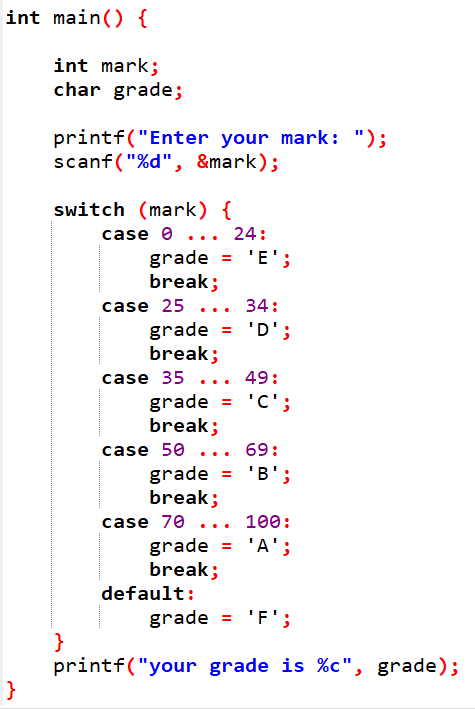 int main() {
int mark;
char grade;
printf("Enter your mark: ");
scanf("%d", &mark);
switch (mark) {
case 0 ... 24:
grade = 'E';
break;
case 25 ... 34:
grade = 'D';
break;
case 35 ... 49:
grade = 'C';
break;
case 50 ... 69:
grade = 'B';
break;
case 70 ... 100:
grade = 'A';
break;
default:
grade = 'F';
}
printf("your grade is %c", grade);
}